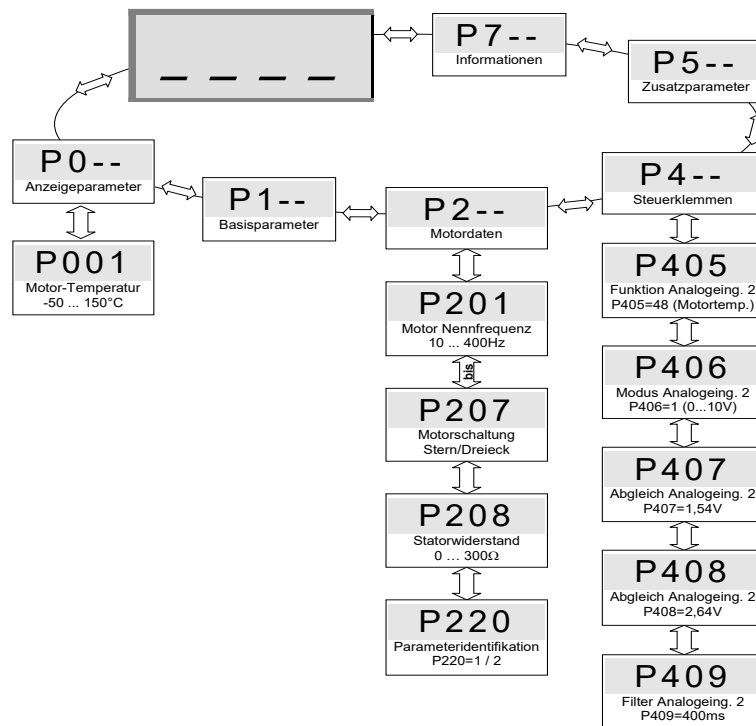 _ _ _ _
P7--
Informationen
P5--
Zusatzparameter
P0--
Anzeigeparameter
P1--
Basisparameter
P2--
Motordaten
P4--
Steuerklemmen
P001
Motor-Temperatur
-50 ... 150°C
P201
Motor Nennfrequenz
10 ... 400Hz
bis
P207
Motorschaltung
Stern/Dreieck
P208
Statorwiderstand
0 ... 300Ω
P220
Parameteridentifikation
P220=1 / 2
P405
Funktion Analogeing. 2
P405=48 (Motortemp.)
P406
Modus Analogeing. 2
P406=1 (0...10V)
P407
Abgleich Analogeing. 2
P407=1,54V
P408
Abgleich Analogeing. 2
P408=2,64V
P409
Filter Analogeing. 2
P409=400ms